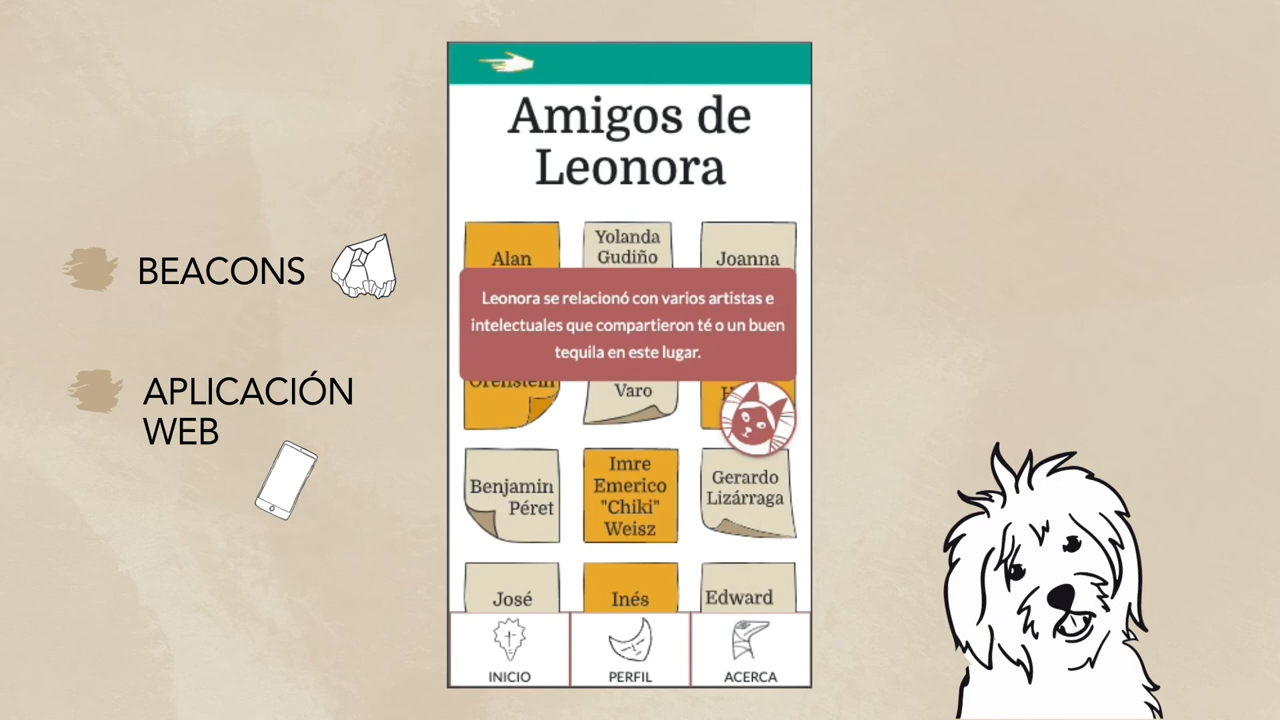 BEACONS
APLICACIÓN
WEB
Amigos de
Leonora
Alan
Yolanda
Gudiño
Joanna
Leonora se relacionó con varios artistas e
intelectuales que compartieron té o un buen
tequila en este lugar.
Orenstein
Varo
Benjamin
Péret
Imre
Emerico
"Chiki"
Weisz
Gerardo
Lizárraga
José
Inés
Edward
INICIO
PERFIL
ACERCA